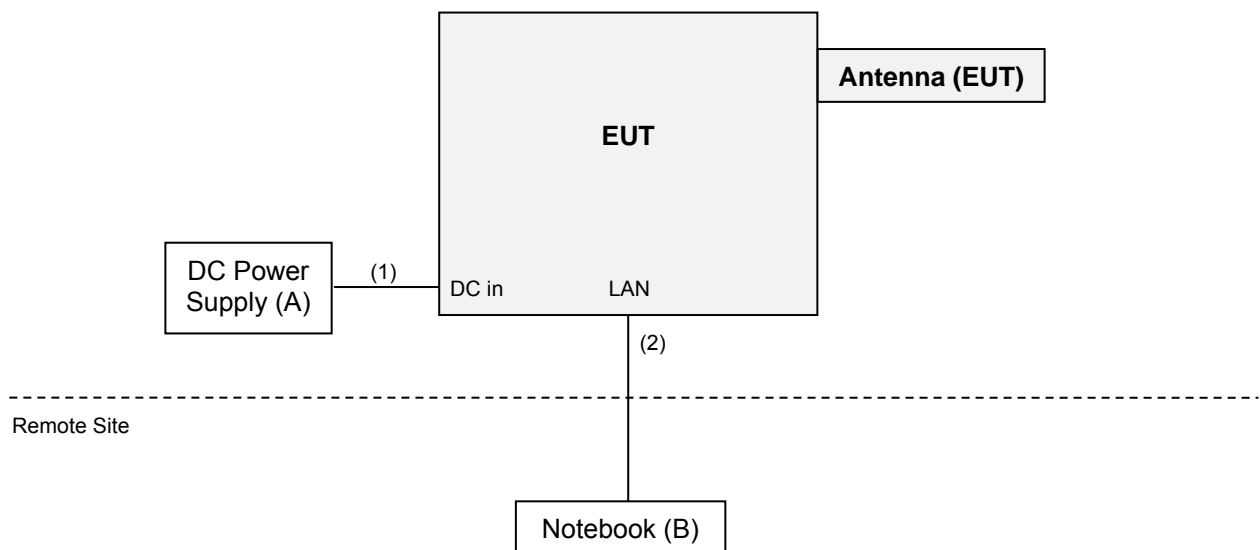 Antenna (EUT)
EUT
DC Power
Supply (A)
(1)
DC in
LAN
(2)
Remote Site
Notebook (B)